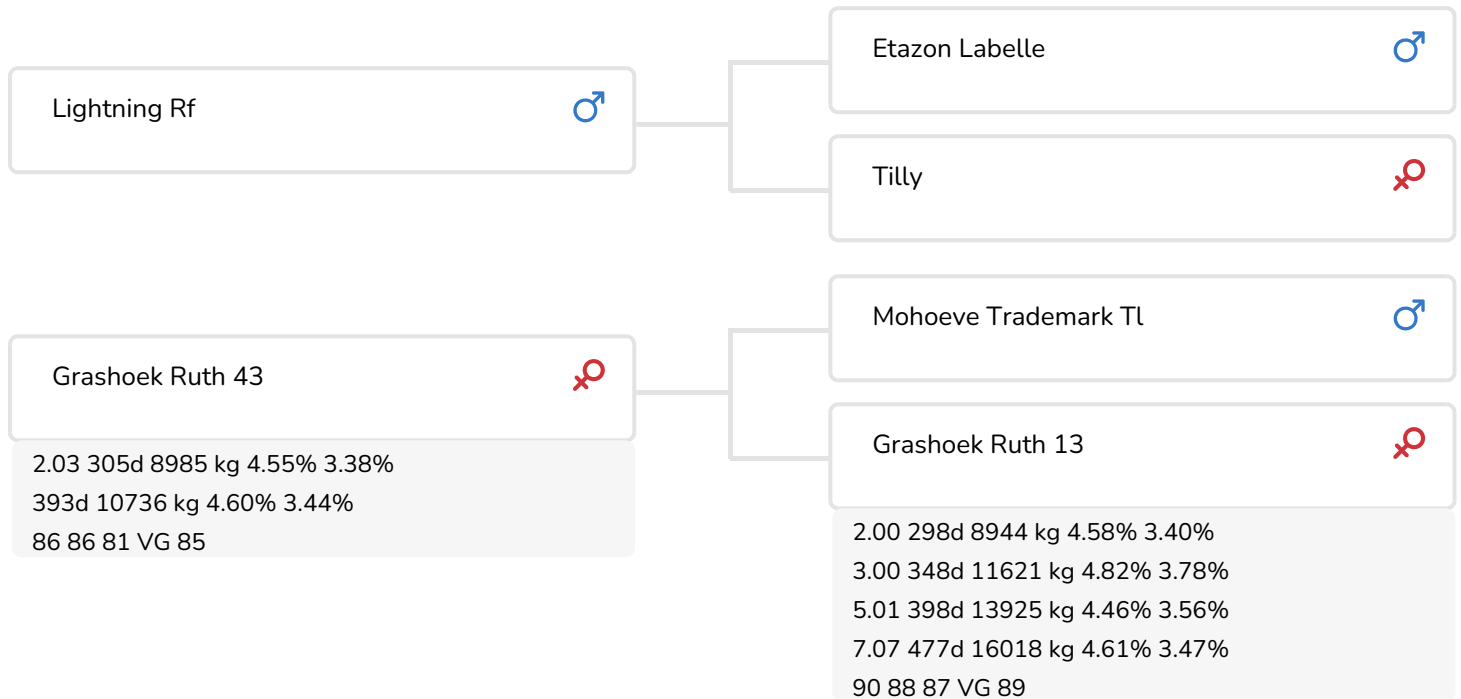 Lightning Rf
Grashoek Ruth 43
2.03 305d 8985 kg 4.55% 3.38%
393d 10736 kg 4.60% 3.44%
86 86 81 VG 85
Etazon Labelle
Tilly
Mohoeve Trademark Tl
Grashoek Ruth 13
2.00 298d 8944 kg 4.58% 3.40%
3.00 348d 11621 kg 4.82% 3.78%
5.01 398d 13925 kg 4.46% 3.56%
7.07 477d 16018 kg 4.61% 3.47%
90 88 87 VG 89